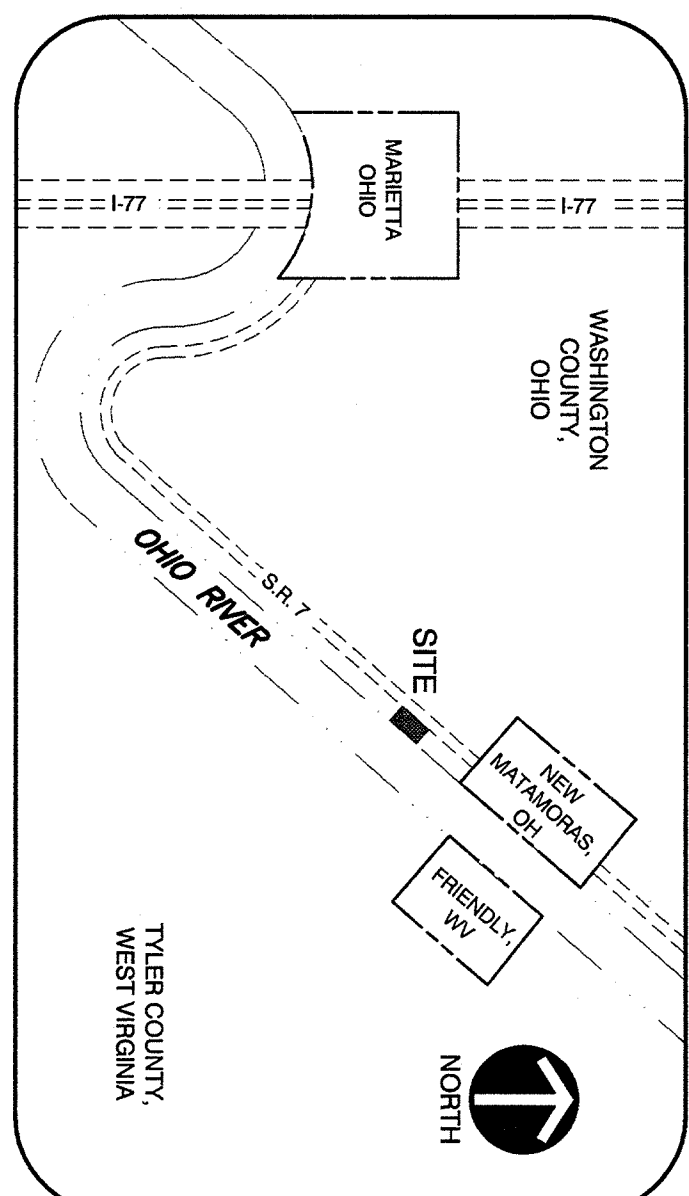 MARIETTA
OHIO
I-77
I-77
WASHINGTON
COUNTY,
OHIO
OHIO RIVER
S.R. 7
SITE
NEW
MATAMORAS,
OH
FRIENDLY,
WV
TYLER COUNTY,
WEST VIRGINIA
NORTH